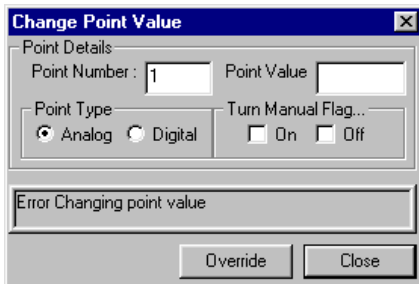 Change Point Value
Point Details
Point Number : 1 Point Value
Point Type Turn Manual Flag...
Analog Digital On Off
Error Changing point value
Override Close